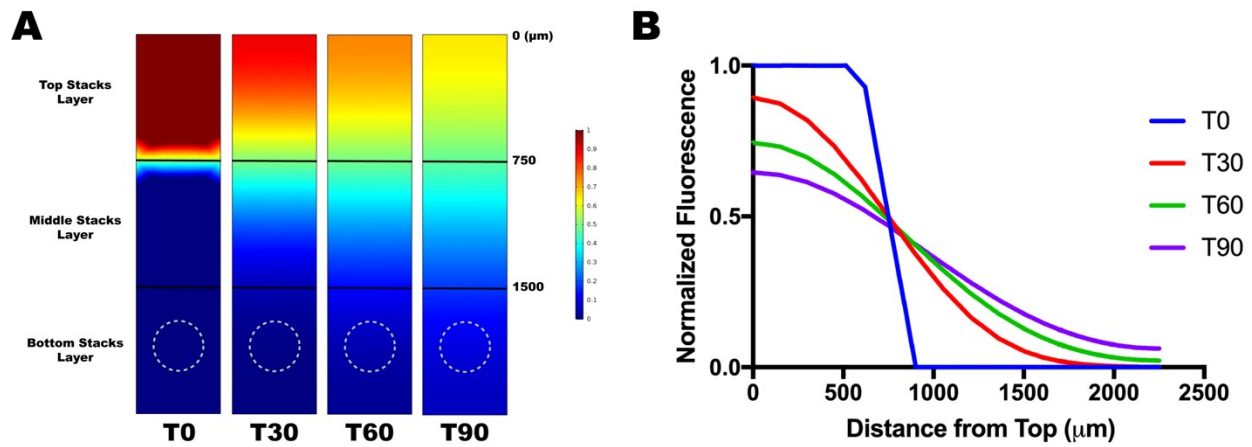 A
0 (μm)
Top Stacks
Layer
750
Middle Stacks
Layer
1500
Bottom Stacks
Layer
T0
T30
T60
T90
1
0.9
0.8
0.7
0.6
0.5
0.4
0.3
0.2
0.1
0
B
Normalized Fluorescence
1.0
0.5
0.0
0
500
1000
1500
2000
2500
Distance from Top (μm)
T0
T30
T60
T90